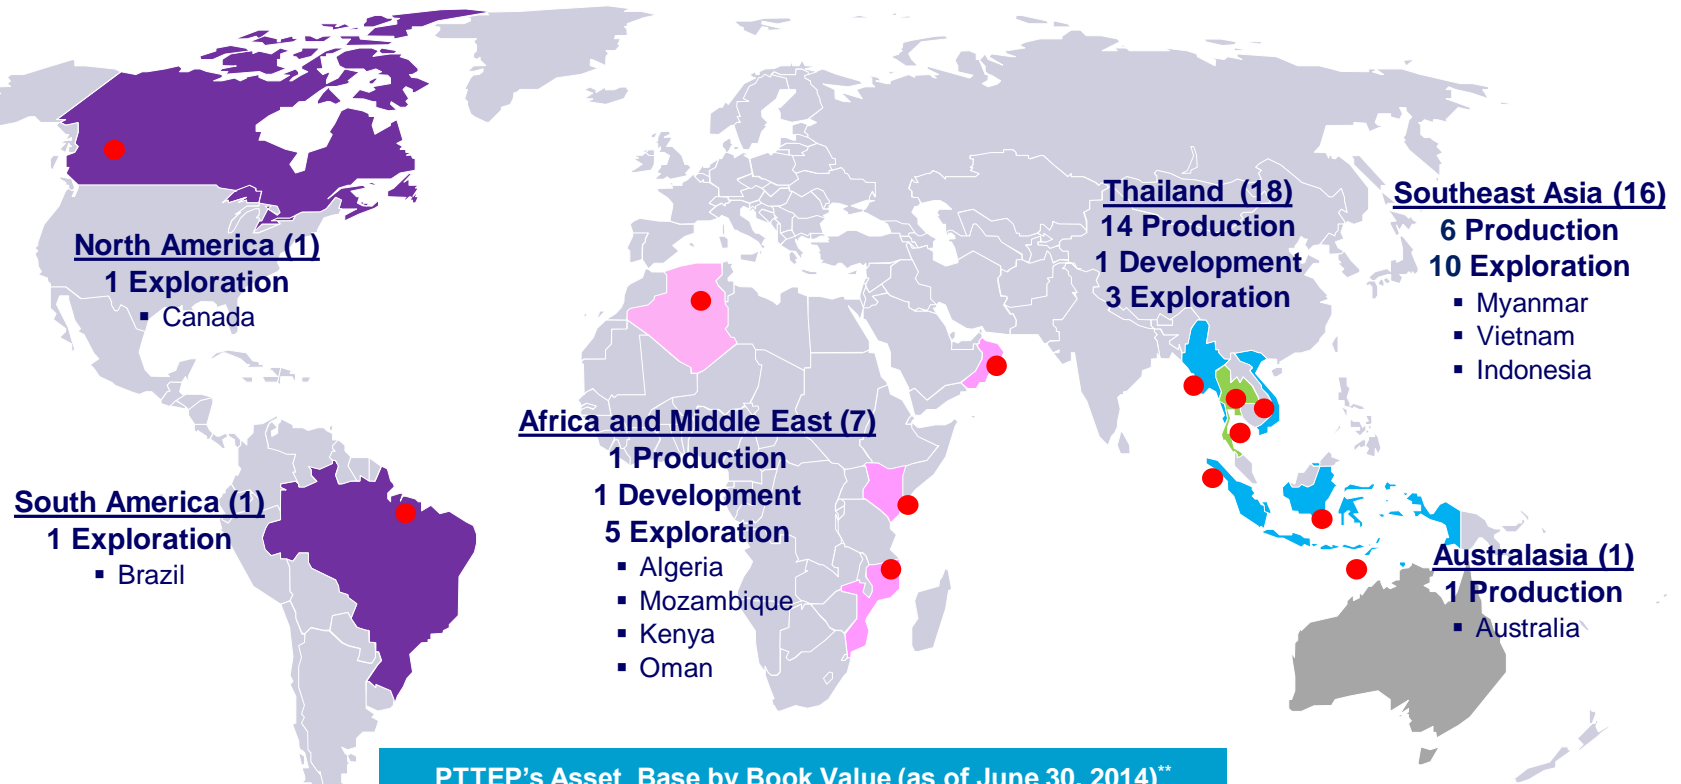 North America (1)
1 Exploration
▪ Canada
South America (1)
1 Exploration
▪ Brazil
Africa and Middle East (7)
1 Production
1 Development
5 Exploration
▪ Algeria
▪ Mozambique
▪ Kenya
▪ Oman
Thailand (18)
14 Production
1 Development
3 Exploration
Southeast Asia (16)
6 Production
10 Exploration
▪ Myanmar
▪ Vietnam
▪ Indonesia
Australasia (1)
1 Production
▪ Australia
PTTEP's Asset Base by Book Value (as of June 30, 2014)**